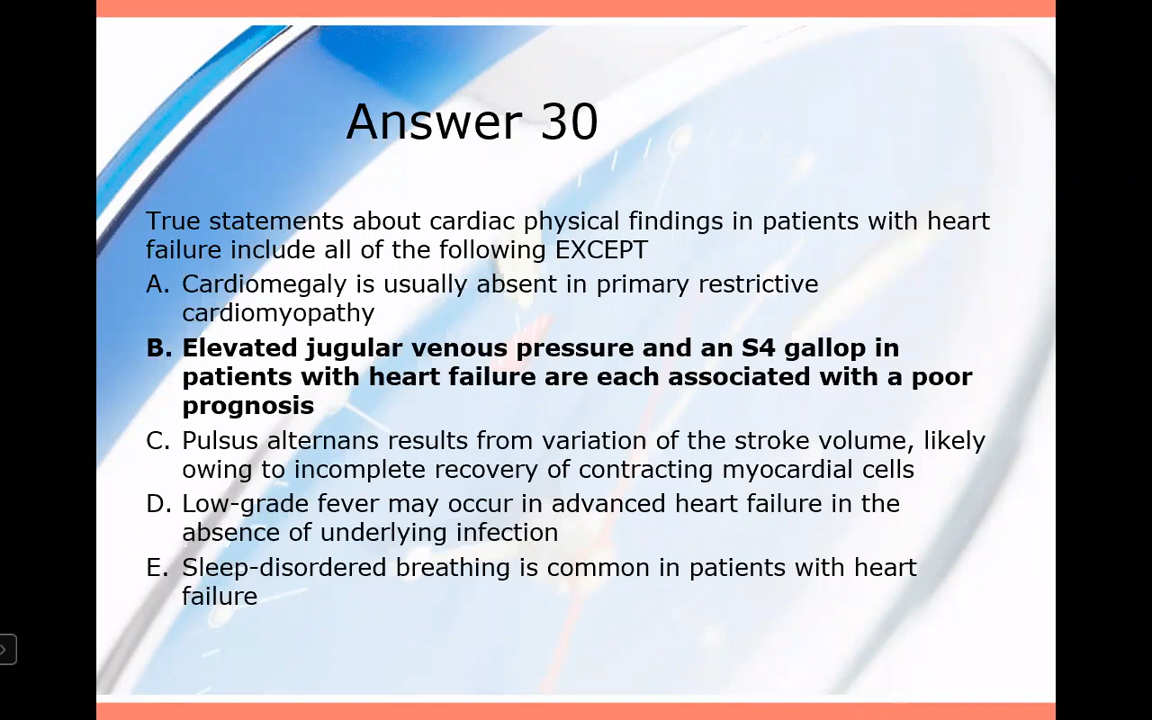 Answer 30
True statements about cardiac physical findings in patients with heart
failure include all of the following EXCEPT
A. Cardiomegaly is usually absent in primary restrictive
cardiomyopathy
B. Elevated jugular venous pressure and an S4 gallop in
patients with heart failure are each associated with a poor
prognosis
C. Pulsus alternans results from variation of the stroke volume, likely
owing to incomplete recovery of contracting myocardial cells
D. Low-grade fever may occur in advanced heart failure in the
absence of underlying infection
E. Sleep-disordered breathing is common in patients with heart
failure